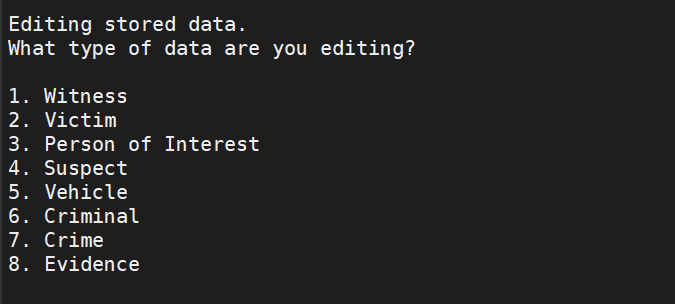 Editing stored data.
What type of data are you editing?
1. Witness
2. Victim
3. Person of Interest
4. Suspect
5. Vehicle
6. Criminal
7. Crime
8. Evidence